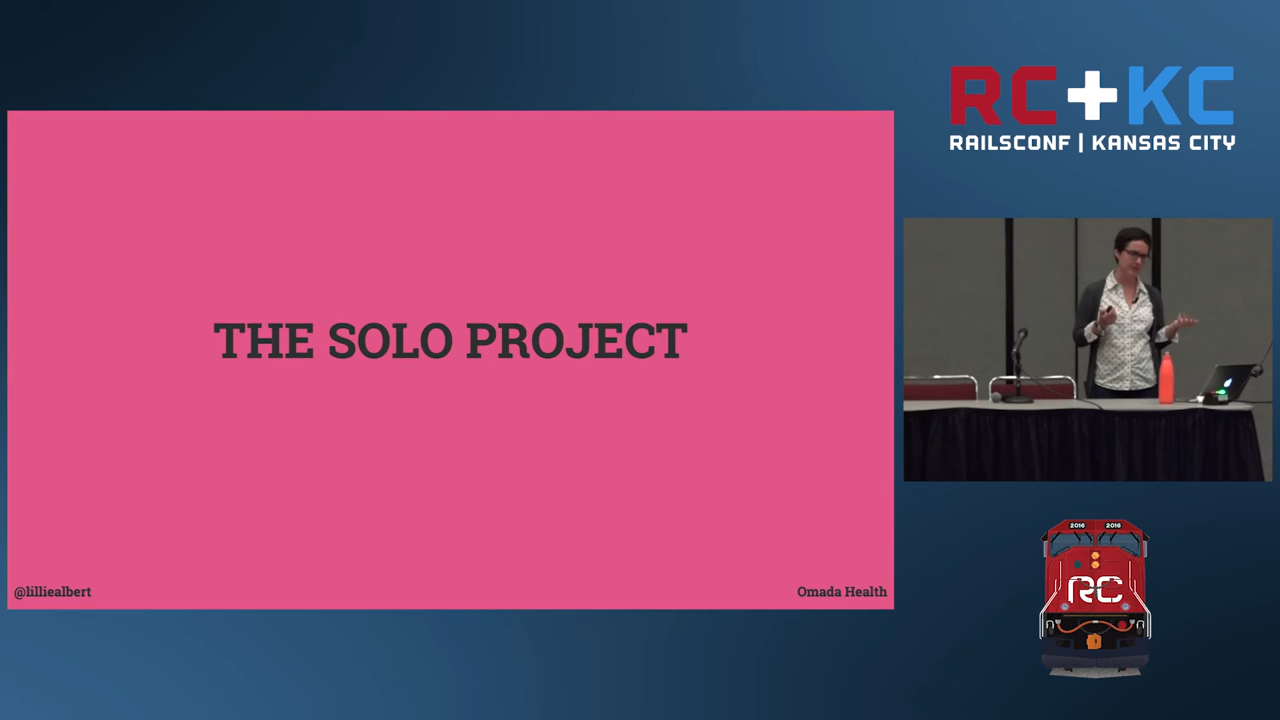 RC+KC
RAILSCONF | KANSAS CITY
THE SOLO PROJECT
@lilliealbert
Omada Health
2016 2016
RC